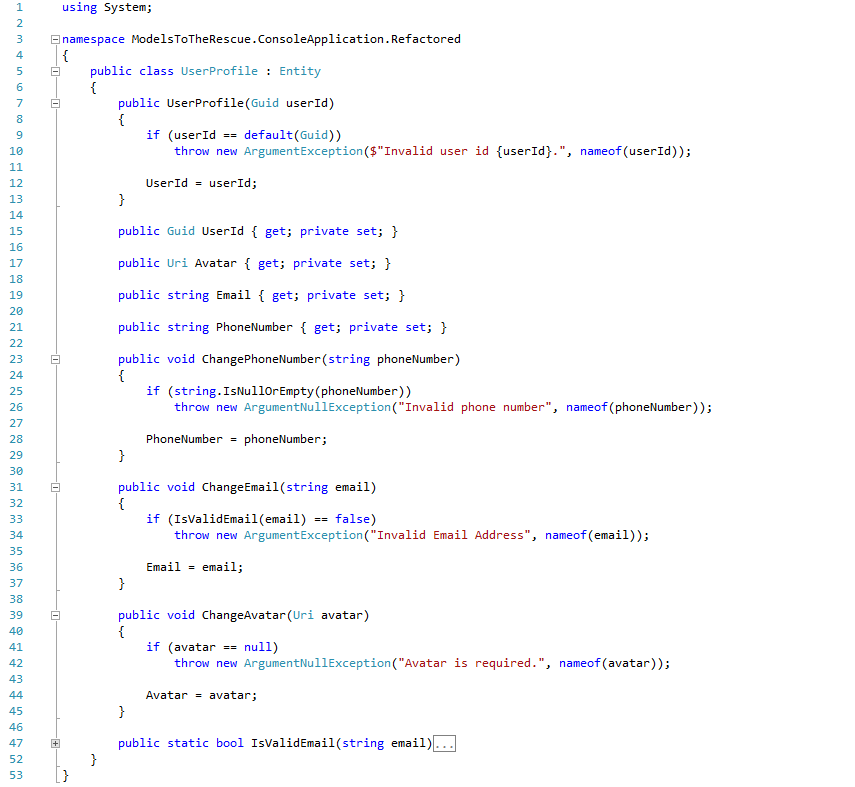 1 using System;
2
3 namespace ModelsToTheRescue.ConsoleApplication.Refactored
4 {
5     public class UserProfile : Entity
6     {
7         public UserProfile(Guid userId)
8         {
9             if (userId == default(Guid))
10                 throw new ArgumentException($"Invalid user id {userId}.", nameof(userId));
11
12             UserId = userId;
13         }
14
15         public Guid UserId { get; private set; }
16
17         public Uri Avatar { get; private set; }
18
19         public string Email { get; private set; }
20
21         public string PhoneNumber { get; private set; }
22
23         public void ChangePhoneNumber(string phoneNumber)
24         {
25             if (string.IsNullOrEmpty(phoneNumber))
26                 throw new ArgumentNullException("Invalid phone number", nameof(phoneNumber));
27
28             PhoneNumber = phoneNumber;
29         }
30
31         public void ChangeEmail(string email)
32         {
33             if (IsValidEmail(email) == false)
34                 throw new ArgumentException("Invalid Email Address", nameof(email));
35
36             Email = email;
37         }
38
39         public void ChangeAvatar(Uri avatar)
40         {
41             if (avatar == null)
42                 throw new ArgumentNullException("Avatar is required.", nameof(avatar));
43
44             Avatar = avatar;
45         }
46
47         public static bool IsValidEmail(string email)...
52     }
53 }